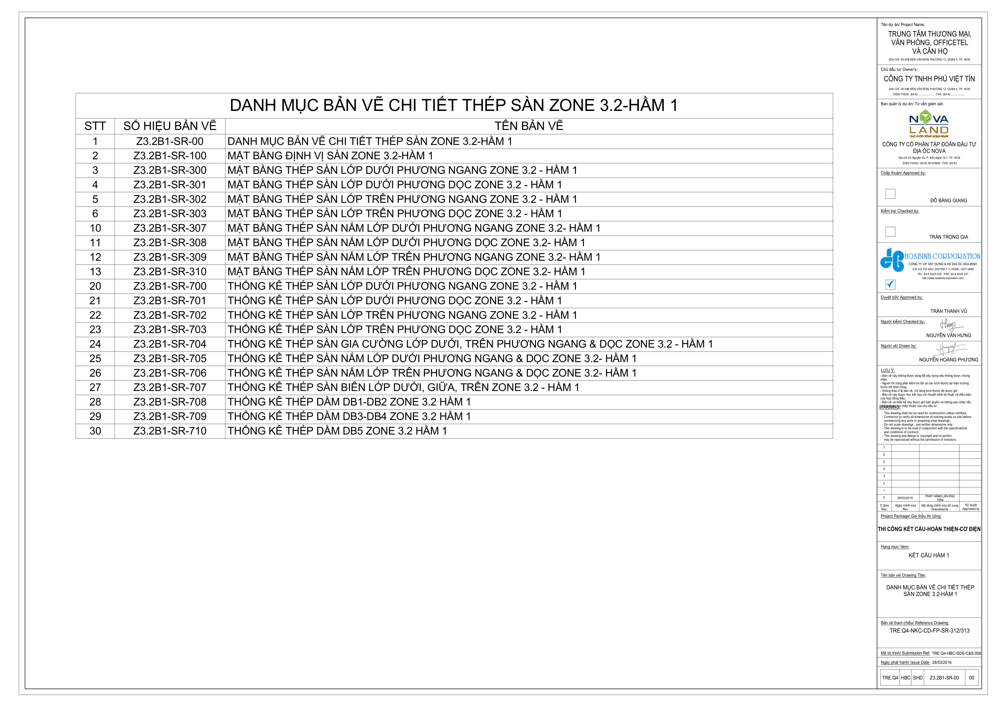 DANH MỤC BẢN VẼ CHI TIẾT THÉP SÀN ZONE 3.2-HẦM 1
STT SỐ HIỆU BẢN VẼ TÊN BẢN VẼ
1 Z3.2B1-SR-00 DANH MỤC BẢN VẼ CHI TIẾT THÉP SÀN ZONE 3.2-HẦM 1
2 Z3.2B1-SR-100 MẶT BẰNG ĐỊNH VỊ SÀN ZONE 3.2-HẦM 1
3 Z3.2B1-SR-300 MẶT BẰNG THÉP SÀN LỚP DƯỚI PHƯƠNG NGANG ZONE 3.2 - HẦM 1
4 Z3.2B1-SR-301 MẶT BẰNG THÉP SÀN LỚP DƯỚI PHƯƠNG DỌC ZONE 3.2 - HẦM 1
5 Z3.2B1-SR-302 MẶT BẰNG THÉP SÀN LỚP TRÊN PHƯƠNG NGANG ZONE 3.2 - HẦM 1
6 Z3.2B1-SR-303 MẶT BẰNG THÉP SÀN LỚP TRÊN PHƯƠNG DỌC ZONE 3.2 - HẦM 1
10 Z3.2B1-SR-307 MẶT BẰNG THÉP SÀN NẤM LỚP DƯỚI PHƯƠNG NGANG ZONE 3.2- HẦM 1
11 Z3.2B1-SR-308 MẶT BẰNG THÉP SÀN NẤM LỚP DƯỚI PHƯƠNG DỌC ZONE 3.2- HẦM 1
12 Z3.2B1-SR-309 MẶT BẰNG THÉP SÀN NẤM LỚP TRÊN PHƯƠNG NGANG ZONE 3.2- HẦM 1
13 Z3.2B1-SR-310 MẶT BẰNG THÉP SÀN NẤM LỚP TRÊN PHƯƠNG DỌC ZONE 3.2- HẦM 1
20 Z3.2B1-SR-700 THỐNG KÊ THÉP SÀN LỚP DƯỚI PHƯƠNG NGANG ZONE 3.2 - HẦM 1
21 Z3.2B1-SR-701 THỐNG KÊ THÉP SÀN LỚP DƯỚI PHƯƠNG DỌC ZONE 3.2 - HẦM 1
22 Z3.2B1-SR-702 THỐNG KÊ THÉP SÀN LỚP TRÊN PHƯƠNG NGANG ZONE 3.2 - HẦM 1
23 Z3.2B1-SR-703 THỐNG KÊ THÉP SÀN LỚP TRÊN PHƯƠNG DỌC ZONE 3.2 - HẦM 1
24 Z3.2B1-SR-704 THỐNG KÊ THÉP SÀN GIA CƯỜNG LỚP DƯỚI, TRÊN PHƯƠNG NGANG & DỌC ZONE 3.2 - HẦM 1
25 Z3.2B1-SR-705 THỐNG KÊ THÉP SÀN NẤM LỚP DƯỚI PHƯƠNG NGANG & DỌC ZONE 3.2- HẦM 1
26 Z3.2B1-SR-706 THỐNG KÊ THÉP SÀN NẤM LỚP TRÊN PHƯƠNG NGANG & DỌC ZONE 3.2- HẦM 1
27 Z3.2B1-SR-707 THỐNG KÊ THÉP SÀN BIÊN LỚP DƯỚI, GIỮA, TRÊN ZONE 3.2 - HẦM 1
28 Z3.2B1-SR-708 THỐNG KÊ THÉP DẦM DB1-DB2 ZONE 3.2 HẦM 1
29 Z3.2B1-SR-709 THỐNG KÊ THÉP DẦM DB3-DB4 ZONE 3.2 HẦM 1
30 Z3.2B1-SR-710 THỐNG KÊ THÉP DẦM DB5 ZONE 3.2 HẦM 1
Tên dự án/ Project Name:
TRUNG TÂM THƯƠNG MẠI,
VĂN PHÒNG, OFFICETEL
VÀ CĂN HỘ
ĐỊA CHỈ: 39-39B BẾN VÂN ĐỒN, PHƯỜNG 12, QUẬN 4, TP. HCM
Chủ đầu tư/ Owner's:
CÔNG TY TNHH PHÚ VIỆT TÍN
ĐỊA CHỈ: 39-39B BẾN VÂN ĐỒN, PHƯỜNG 12, QUẬN 4, TP. HCM
ĐIỆN THOẠI: (84-8) .................... - FAX: (84-8) ....................
Ban quản lý dự án/ Tư vấn giám sát:
NOVA
LAND
CÔNG TY CỔ PHẦN TẬP ĐOÀN ĐẦU TƯ
ĐỊA ỐC NOVA
Địa chỉ: 65 Nguyễn Du, P. Bến Nghé, Q.1, TP. HCM
ĐIỆN THOẠI: (84-8) 39153666 - FAX: (84-8)
Chấp thuận/ Approved by:
ĐỖ BẰNG GIANG
Kiểm tra/ Checked by:
TRẦN TRỌNG GIA
HOABINH CORPORATION
CÔNG TY CP XÂY DỰNG & KD ĐỊA ỐC HÒA BÌNH
235 VO THI SAU, DISTRICT 3, HCMC, VIET NAM
TEL: 84-8 9325 030 - FAX: 84-8 9325 221
http://www.hoabinhcorporation.com
Duyệt bởi/ Approved by:
TRẦN THANH VŨ
Người kiểm/ Checked by:
NGUYỄN VĂN HƯNG
Người vẽ/ Drawn by:
NGUYỄN HOÀNG PHƯƠNG
LƯU Ý:
- Bản vẽ này không được dùng để xây dựng nếu không được chứng
nhận.
- Người thi công phải kiểm tra tất cả các kích thước tại hiện trường
trước khi khởi công.
- Không theo tỉ lệ bản vẽ, chỉ dùng kích thước đã được ghi.
- Bản vẽ này được đọc kết hợp với thuyết minh kỹ thuật và điều kiện
của hợp đồng thầu.
- Bản vẽ và thiết kế này được giữ bản quyền và không sao chép nếu
chấp thuận của chủ đầu tư.
WARNING:
- This drawing shall not be used for construction unless certified.
- Contractor to verify all dimensions of existing works on site before
commencing any work or preparing shop drawings.
- Do not scale drawings , use written dimensions only.
- This drawing is to be read in conjunction with the specifications
and conditions of contract.
- This drawing and design is copyright and no portion
may be reproduced without the permission of investors.
7
6
5
4
3
2
1
0 28/03/2016 PHÁT HÀNH LẦN ĐẦU
TIÊN
C.Sửa Ngày chỉnh sửa Nội dung chỉnh sửa bổ sung Ký duyệt
Rev. Rev. Amendments Approwed by
Project Package/ Gói thầu thi công:
THI CÔNG KẾT CẤU-HOÀN THIỆN-CƠ ĐIỆN
Hạng mục/ Item:
KẾT CẤU HẦM 1
Tên bản vẽ/ Drawing Title:
DANH MỤC BẢN VẼ CHI TIẾT THÉP
SÀN ZONE 3.2-HẦM 1
Bản vẽ tham chiếu/ Reference Drawing:
TRE.Q4-NKC-CD-FP-SR-312/313
Mã tờ trình/ Submission Ref: TRE.Q4-HBC-SDS-C&S-056
Ngày phát hành/ Issue Date: 28/03/2016
TRE.Q4 HBC SHD Z3.2B1-SR-00 00